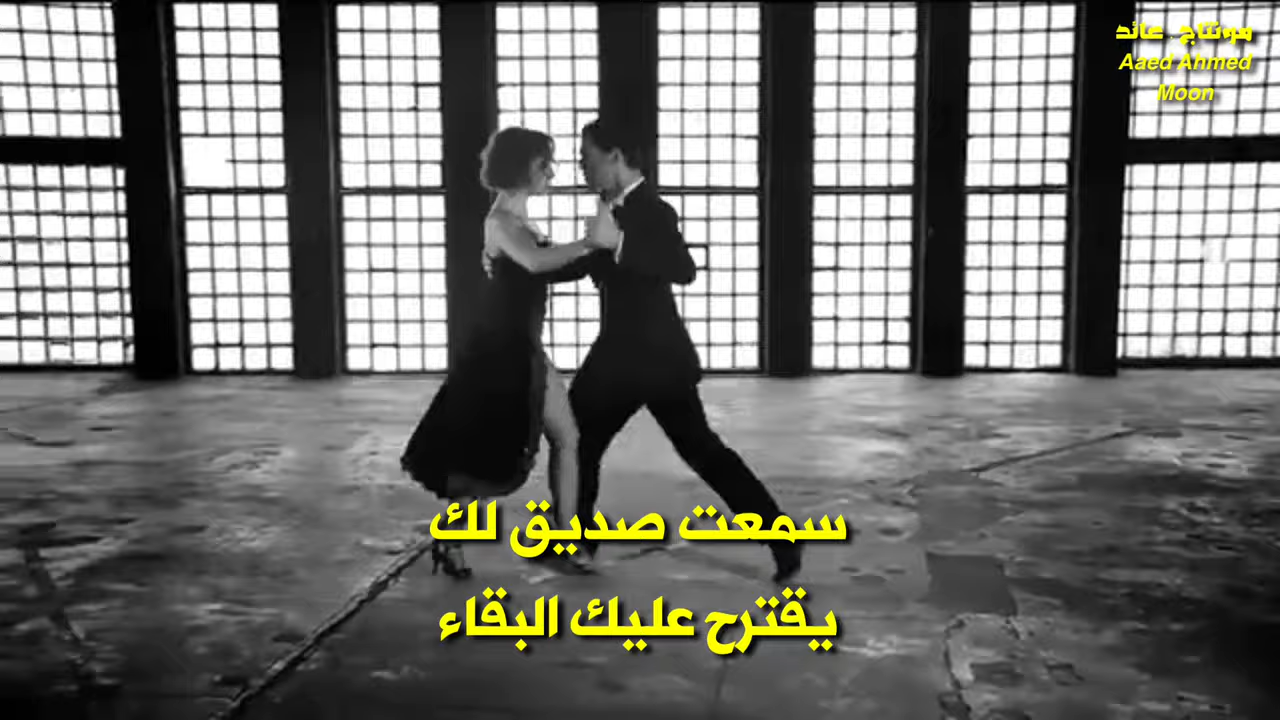 مونتاج. عائد
Aaed Ahmed
Moon
سمعت صديق لك
يقترح عليك البقاء